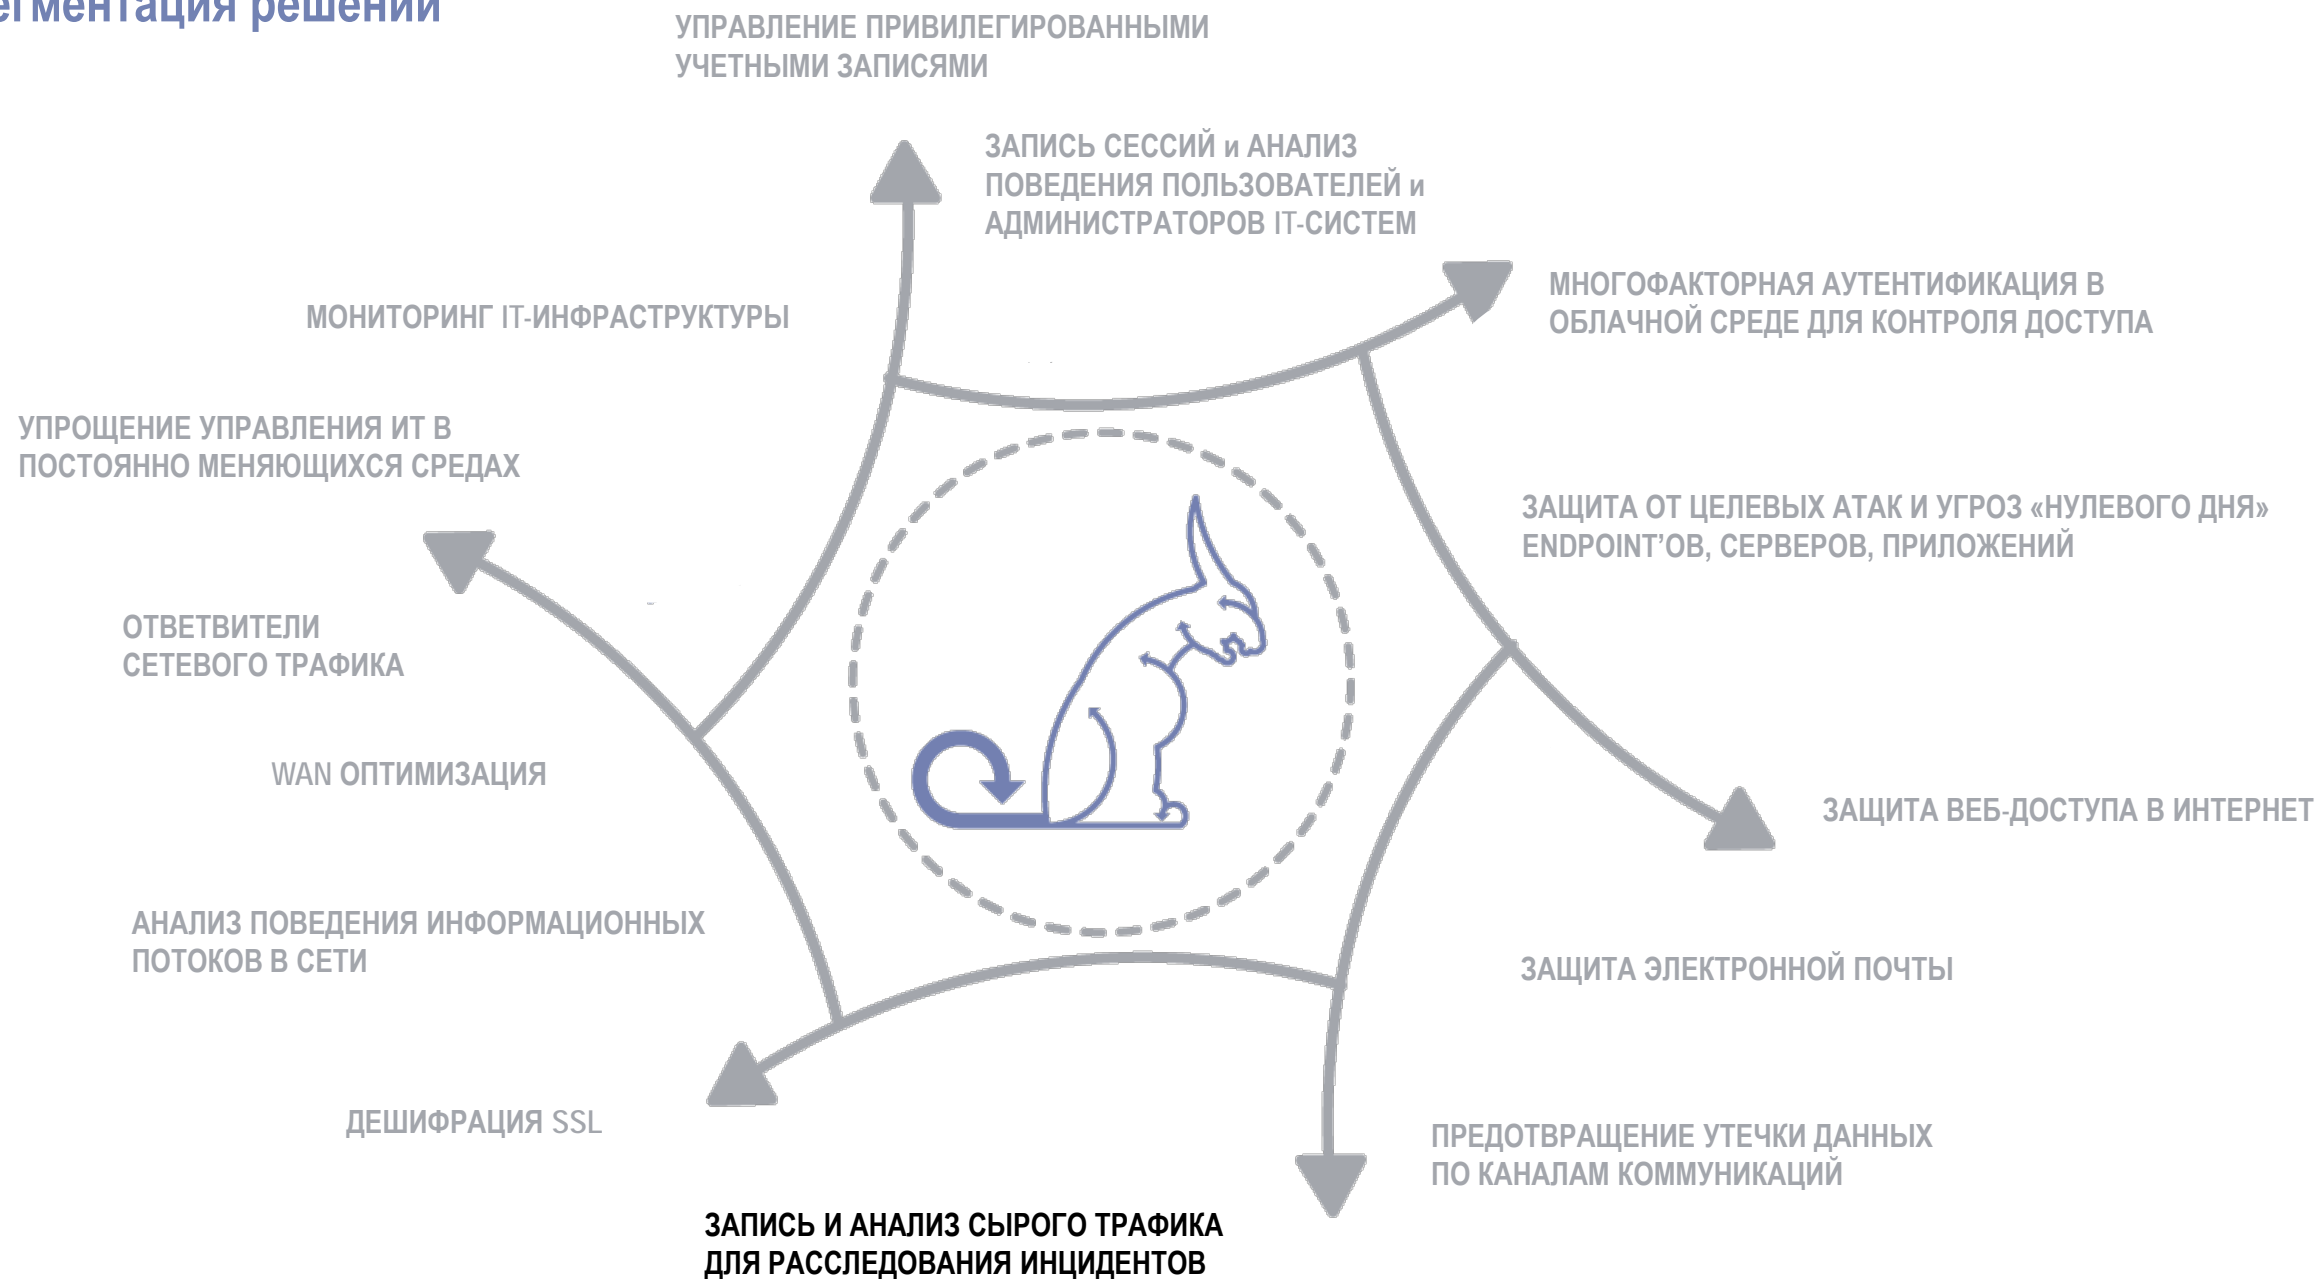 егментация решений
УПРАВЛЕНИЕ ПРИВИЛЕГИРОВАННЫМИ
УЧЕТНЫМИ ЗАПИСЯМИ
ЗАПИСЬ СЕССИЙ и АНАЛИЗ
ПОВЕДЕНИЯ ПОЛЬЗОВАТЕЛЕЙ и
АДМИНИСТРАТОРОВ IT-СИСТЕМ
МНОГОФАКТОРНАЯ АУТЕНТИФИКАЦИЯ В
ОБЛАЧНОЙ СРЕДЕ ДЛЯ КОНТРОЛЯ ДОСТУПА
МОНИТОРИНГ IT-ИНФРАСТРУКТУРЫ
УПРОЩЕНИЕ УПРАВЛЕНИЯ ИТ В
ПОСТОЯННО МЕНЯЮЩИХСЯ СРЕДАХ
ЗАЩИТА ОТ ЦЕЛЕВЫХ АТАК И УГРОЗ «НУЛЕВОГО ДНЯ»
ENDPOINT’ОВ, СЕРВЕРОВ, ПРИЛОЖЕНИЙ
ОТВЕТВИТЕЛИ
СЕТЕВОГО ТРАФИКА
WAN ОПТИМИЗАЦИЯ
ЗАЩИТА ВЕБ-ДОСТУПА В ИНТЕРНЕТ
АНАЛИЗ ПОВЕДЕНИЯ ИНФОРМАЦИОННЫХ
ПОТОКОВ В СЕТИ
ЗАЩИТА ЭЛЕКТРОННОЙ ПОЧТЫ
ДЕШИФРАЦИЯ SSL
ПРЕДОТВРАЩЕНИЕ УТЕЧКИ ДАННЫХ
ПО КАНАЛАМ КОММУНИКАЦИЙ
ЗАПИСЬ И АНАЛИЗ СЫРОГО ТРАФИКА
ДЛЯ РАССЛЕДОВАНИЯ ИНЦИДЕНТОВ